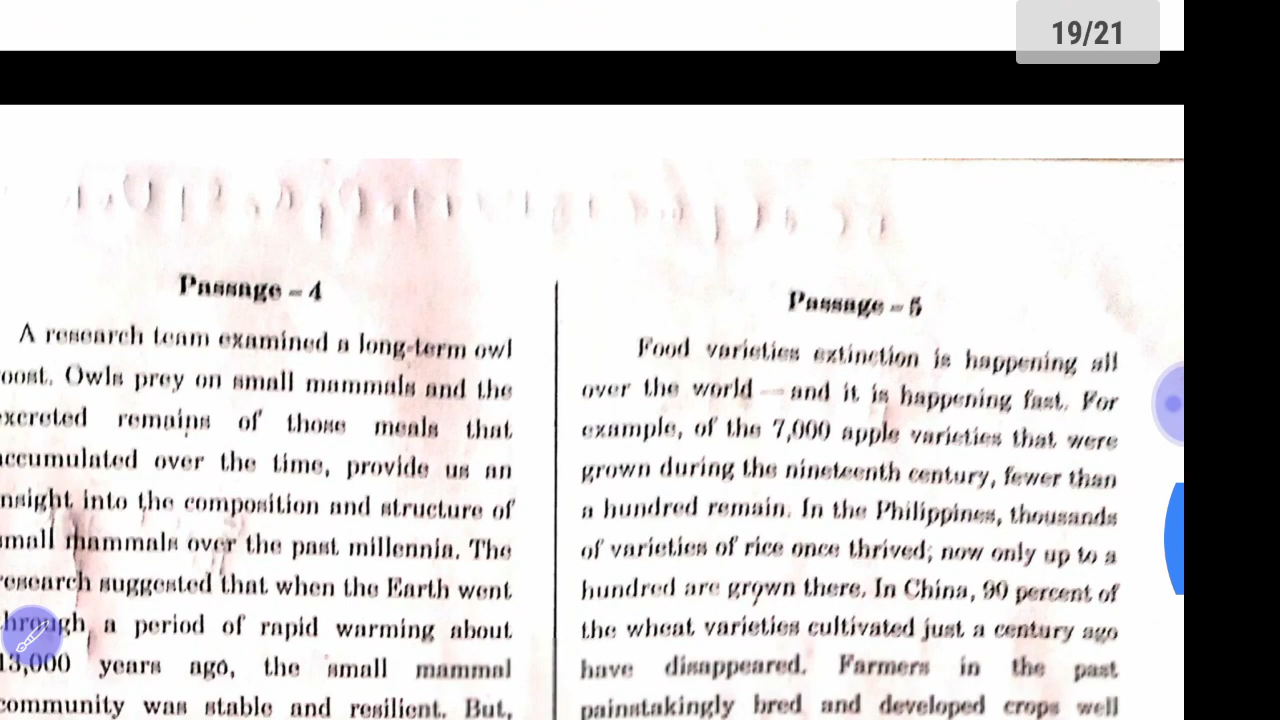 19/21
Passage – 4
A research team examined a long-term owl
oost. Owls prey on small mammals and the
xcreted remains of those meals that
accumulated over the time, provide us an
nsight into the composition and structure of
mall mammals over the past millennia. The
research suggested that when the Earth went
through, a period of rapid warming about
13,000 years ago, the small mammal
community was stable and resilient. But,
Passage – 5
Food varieties extinction is happening all
over the world — and it is happening fast. For
example, of the 7,000 apple varieties that were
grown during the nineteenth century, fewer than
a hundred remain. In the Philippines, thousands
of varieties of rice once thrived; now only up to a
hundred are grown there. In China, 90 percent of
the wheat varieties cultivated just a century ago
have disappeared. Farmers in the past
painstakingly bred and developed crops well